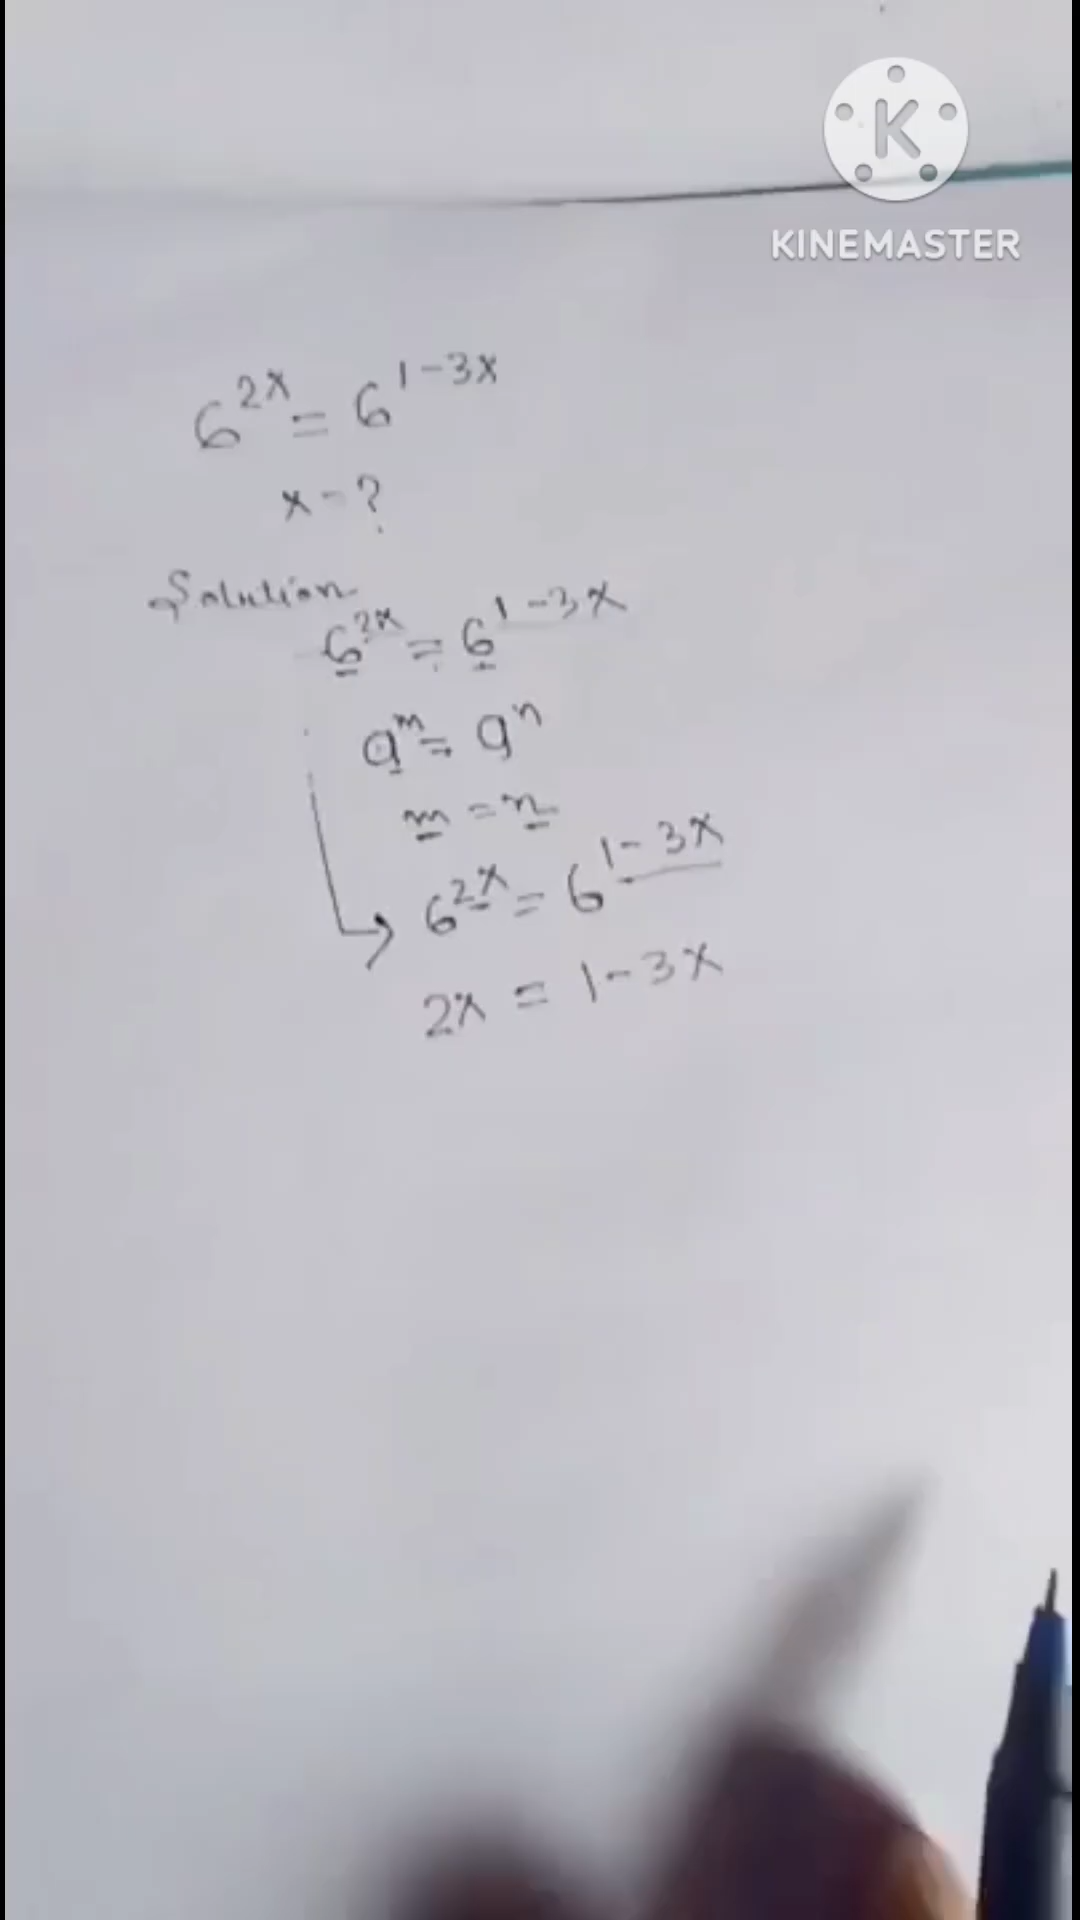 KINEMASTER
6^2x = 6^1-3x
x = ?
Solution
6^2x = 6^1-3x
a^m = a^n
m = n
6^2x = 6^1-3x
2x = 1-3x